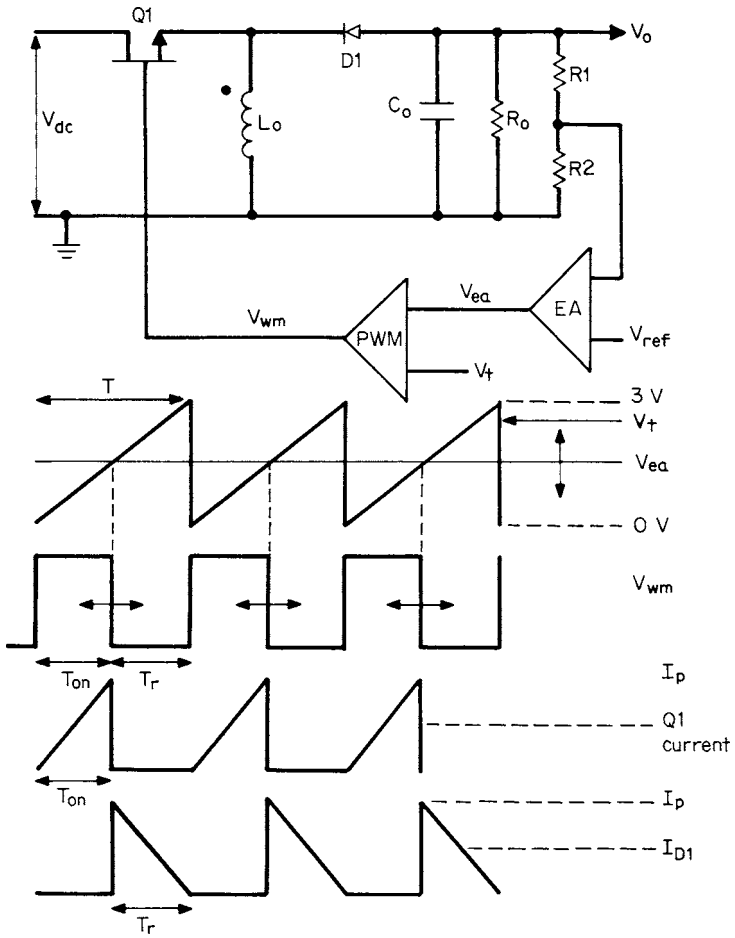 Q1
Vo
D1
R1
Vdc
Lo
Co
Ro
R2
Vea
EA
Vwm
PWM
Vref
Vt
T
3 V
Vt
Vea
0 V
Vwm
Ton
Tr
Ip
Q1
current
Ton
Ip
ID1
Tr